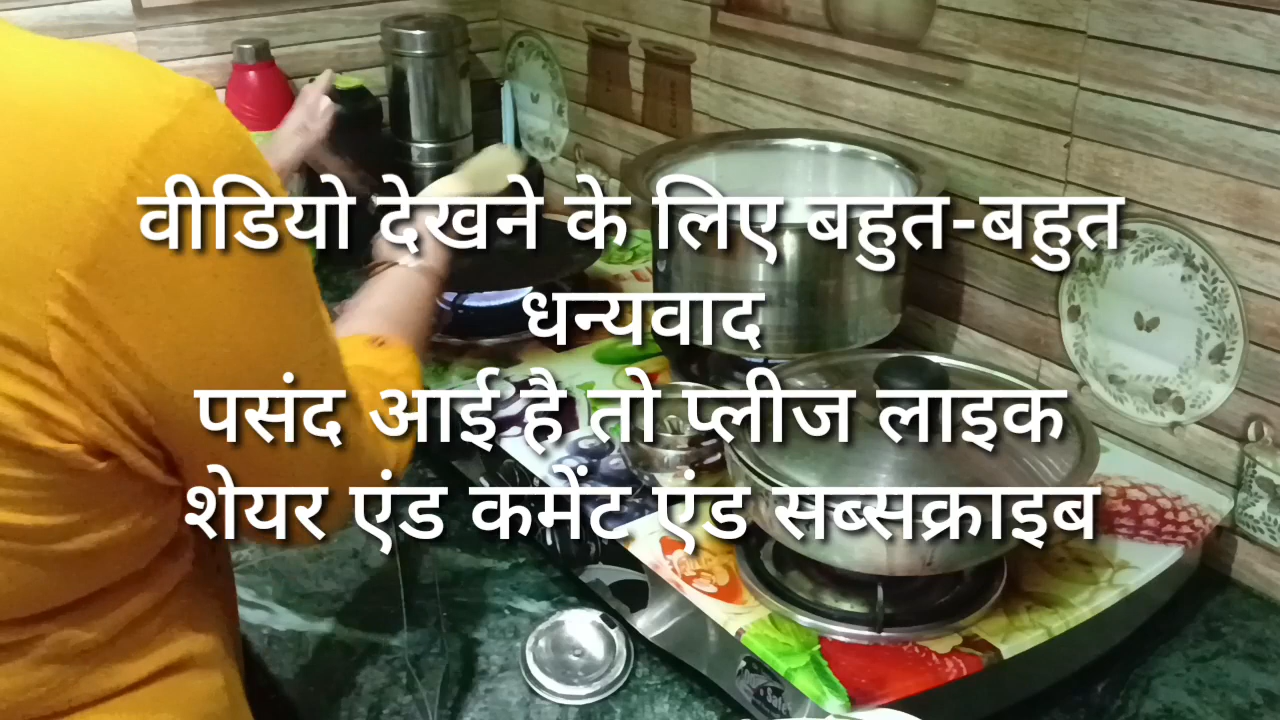 वीडियो देखने के लिए बहुत-बहुत
धन्यवाद
पसंद आई है तो प्लीज लाइक
शेयर एंड कमेंट एंड सब्सक्राइब